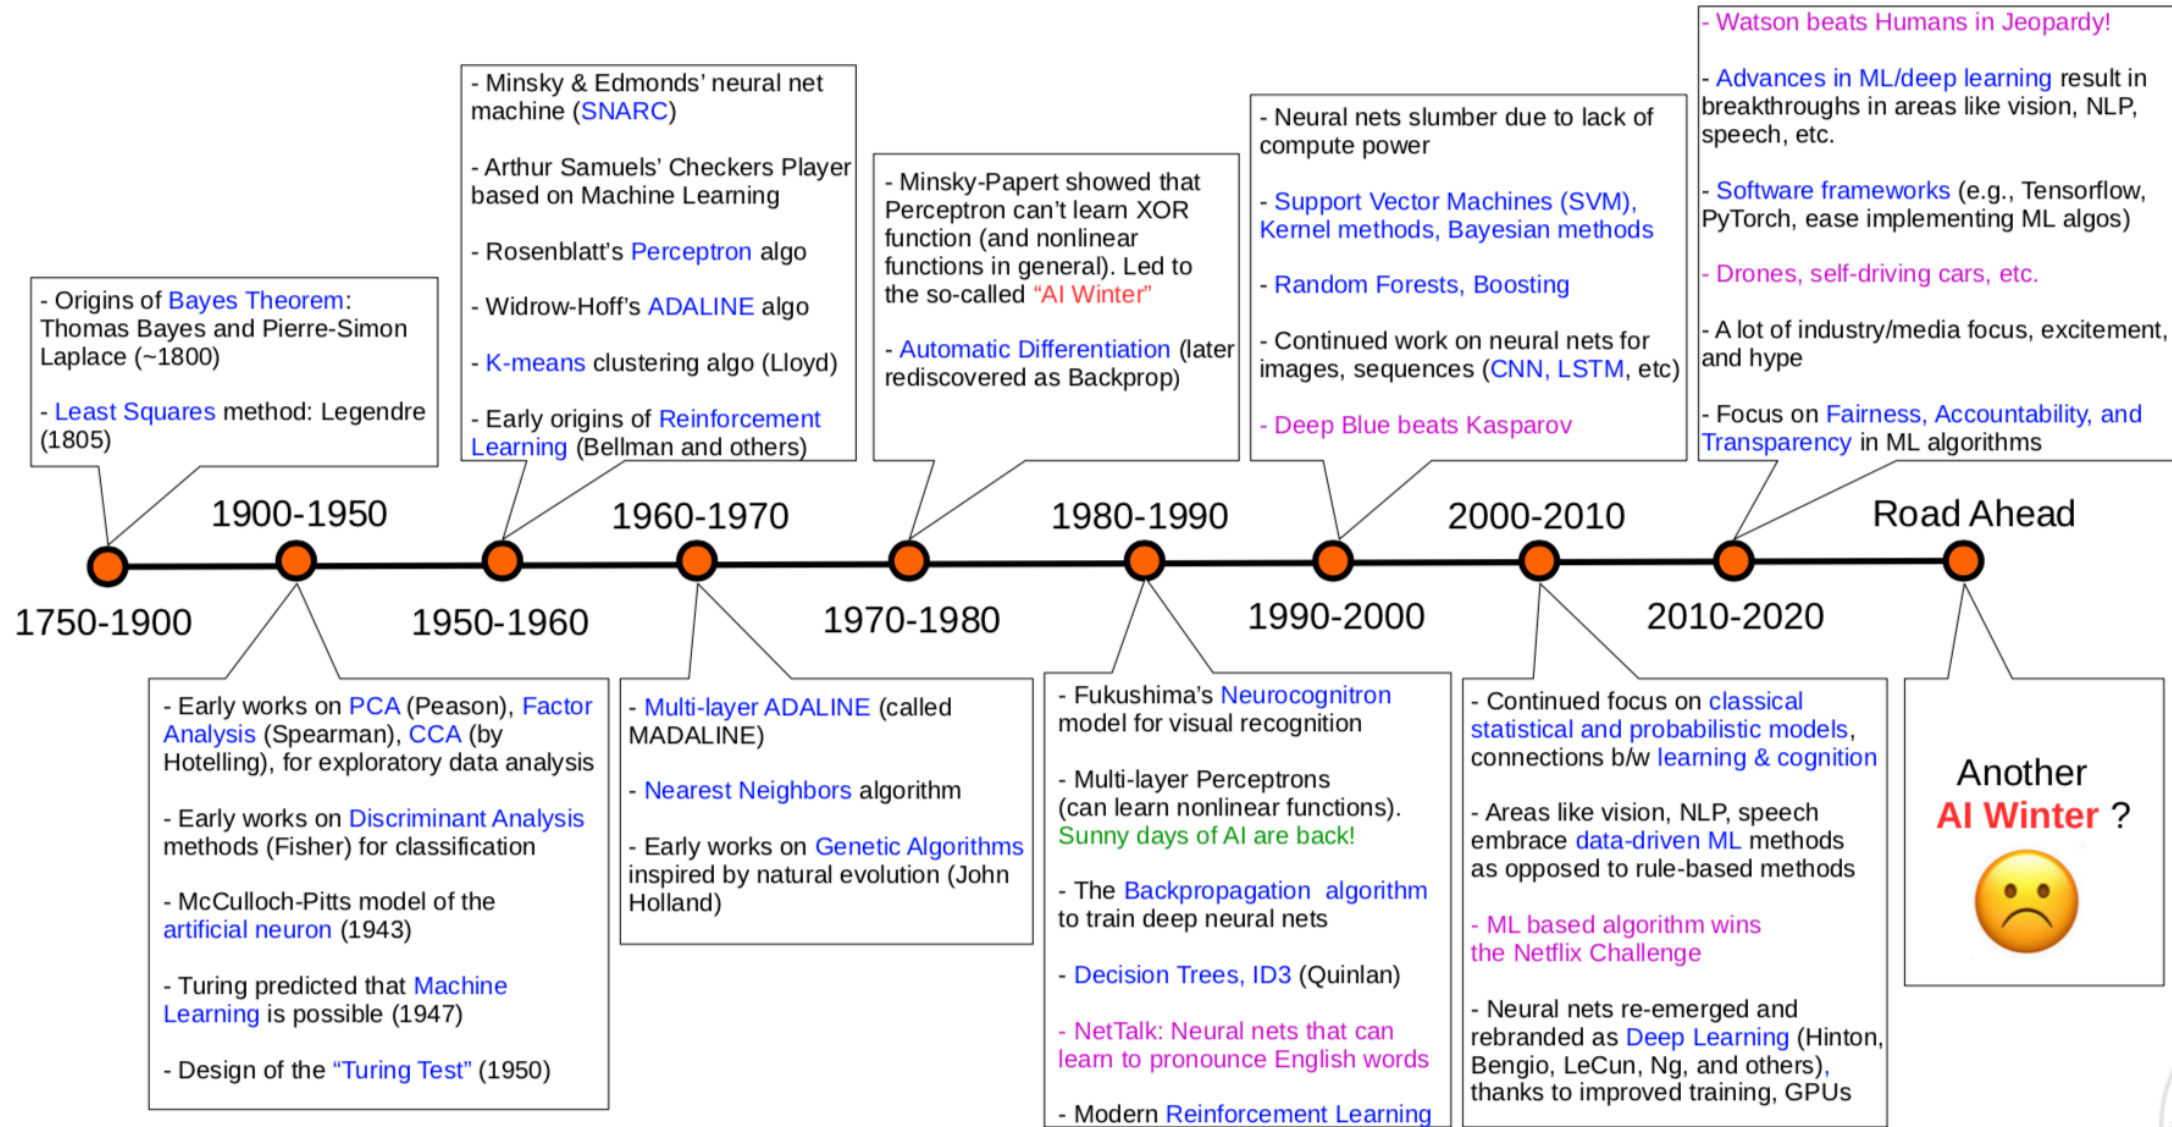 - Origins of Bayes Theorem:
Thomas Bayes and Pierre-Simon
Laplace (~1800)
- Least Squares method: Legendre
(1805)
1750-1900
1900-1950
- Early works on PCA (Peason), Factor
Analysis (Spearman), CCA (by
Hotelling), for exploratory data analysis
- Early works on Discriminant Analysis
methods (Fisher) for classification
- McCulloch-Pitts model of the
artificial neuron (1943)
- Turing predicted that Machine
Learning is possible (1947)
- Design of the “Turing Test” (1950)
- Minsky & Edmonds’ neural net
machine (SNARC)
- Arthur Samuels’ Checkers Player
based on Machine Learning
- Rosenblatt’s Perceptron algo
- Widrow-Hoff’s ADALINE algo
- K-means clustering algo (Lloyd)
- Early origins of Reinforcement
Learning (Bellman and others)
1950-1960
1960-1970
- Multi-layer ADALINE (called
MADALINE)
- Nearest Neighbors algorithm
- Early works on Genetic Algorithms
inspired by natural evolution (John
Holland)
- Minsky-Papert showed that
Perceptron can’t learn XOR
function (and nonlinear
functions in general). Led to
the so-called “AI Winter”
- Automatic Differentiation (later
rediscovered as Backprop)
1970-1980
1980-1990
- Fukushima’s Neurocognitron
model for visual recognition
- Multi-layer Perceptrons
(can learn nonlinear functions).
Sunny days of AI are back!
- The Backpropagation algorithm
to train deep neural nets
- Decision Trees, ID3 (Quinlan)
- NetTalk: Neural nets that can
learn to pronounce English words
- Modern Reinforcement Learning
- Neural nets slumber due to lack of
compute power
- Support Vector Machines (SVM),
Kernel methods, Bayesian methods
- Random Forests, Boosting
- Continued work on neural nets for
images, sequences (CNN, LSTM, etc)
- Deep Blue beats Kasparov
1990-2000
2000-2010
- Continued focus on classical
statistical and probabilistic models,
connections b/w learning & cognition
- Areas like vision, NLP, speech
embrace data-driven ML methods
as opposed to rule-based methods
- ML based algorithm wins
the Netflix Challenge
- Neural nets re-emerged and
rebranded as Deep Learning (Hinton,
Bengio, LeCun, Ng, and others),
thanks to improved training, GPUs
- Watson beats Humans in Jeopardy!
- Advances in ML/deep learning result in
breakthroughs in areas like vision, NLP,
speech, etc.
- Software frameworks (e.g., Tensorflow,
PyTorch, ease implementing ML algos)
- Drones, self-driving cars, etc.
- A lot of industry/media focus, excitement,
and hype
- Focus on Fairness, Accountability, and
Transparency in ML algorithms
2010-2020
Road Ahead
Another
AI Winter ?